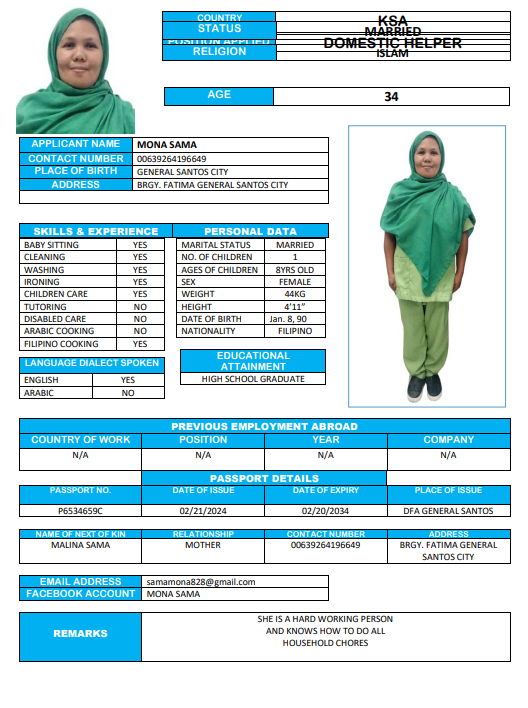 COUNTRY KSA
STATUS MARRIED
POSITION APPLIED DOMESTIC HELPER
RELIGION ISLAM
AGE 34
APPLICANT NAME MONA SAMA
CONTACT NUMBER 00639264196649
PLACE OF BIRTH GENERAL SANTOS CITY
ADDRESS BRGY. FATIMA GENERAL SANTOS CITY
SKILLS & EXPERIENCE PERSONAL DATA
BABY SITTING YES MARITAL STATUS MARRIED
CLEANING YES NO. OF CHILDREN 1
WASHING YES AGES OF CHILDREN 8YRS OLD
IRONING YES SEX FEMALE
CHILDREN CARE YES WEIGHT 44KG
TUTORING NO HEIGHT 4'11"
DISABLED CARE NO DATE OF BIRTH Jan. 8, 90
ARABIC COOKING NO NATIONALITY FILIPINO
FILIPINO COOKING YES
LANGUAGE DIALECT SPOKEN
ENGLISH YES
ARABIC NO
EDUCATIONAL
ATTAINMENT
HIGH SCHOOL GRADUATE
PREVIOUS EMPLOYMENT ABROAD
COUNTRY OF WORK POSITION YEAR COMPANY
N/A N/A N/A N/A
PASSPORT DETAILS
PASSPORT NO. DATE OF ISSUE DATE OF EXPIRY PLACE OF ISSUE
P6534659C 02/21/2024 02/20/2034 DFA GENERAL SANTOS
NAME OF NEXT OF KIN RELATIONSHIP CONTACT NUMBER ADDRESS
MALINA SAMA MOTHER 00639264196649 BRGY. FATIMA GENERAL
SANTOS CITY
EMAIL ADDRESS samamona828@gmail.com
FACEBOOK ACCOUNT MONA SAMA
REMARKS
SHE IS A HARD WORKING PERSON
AND KNOWS HOW TO DO ALL
HOUSEHOLD CHORES